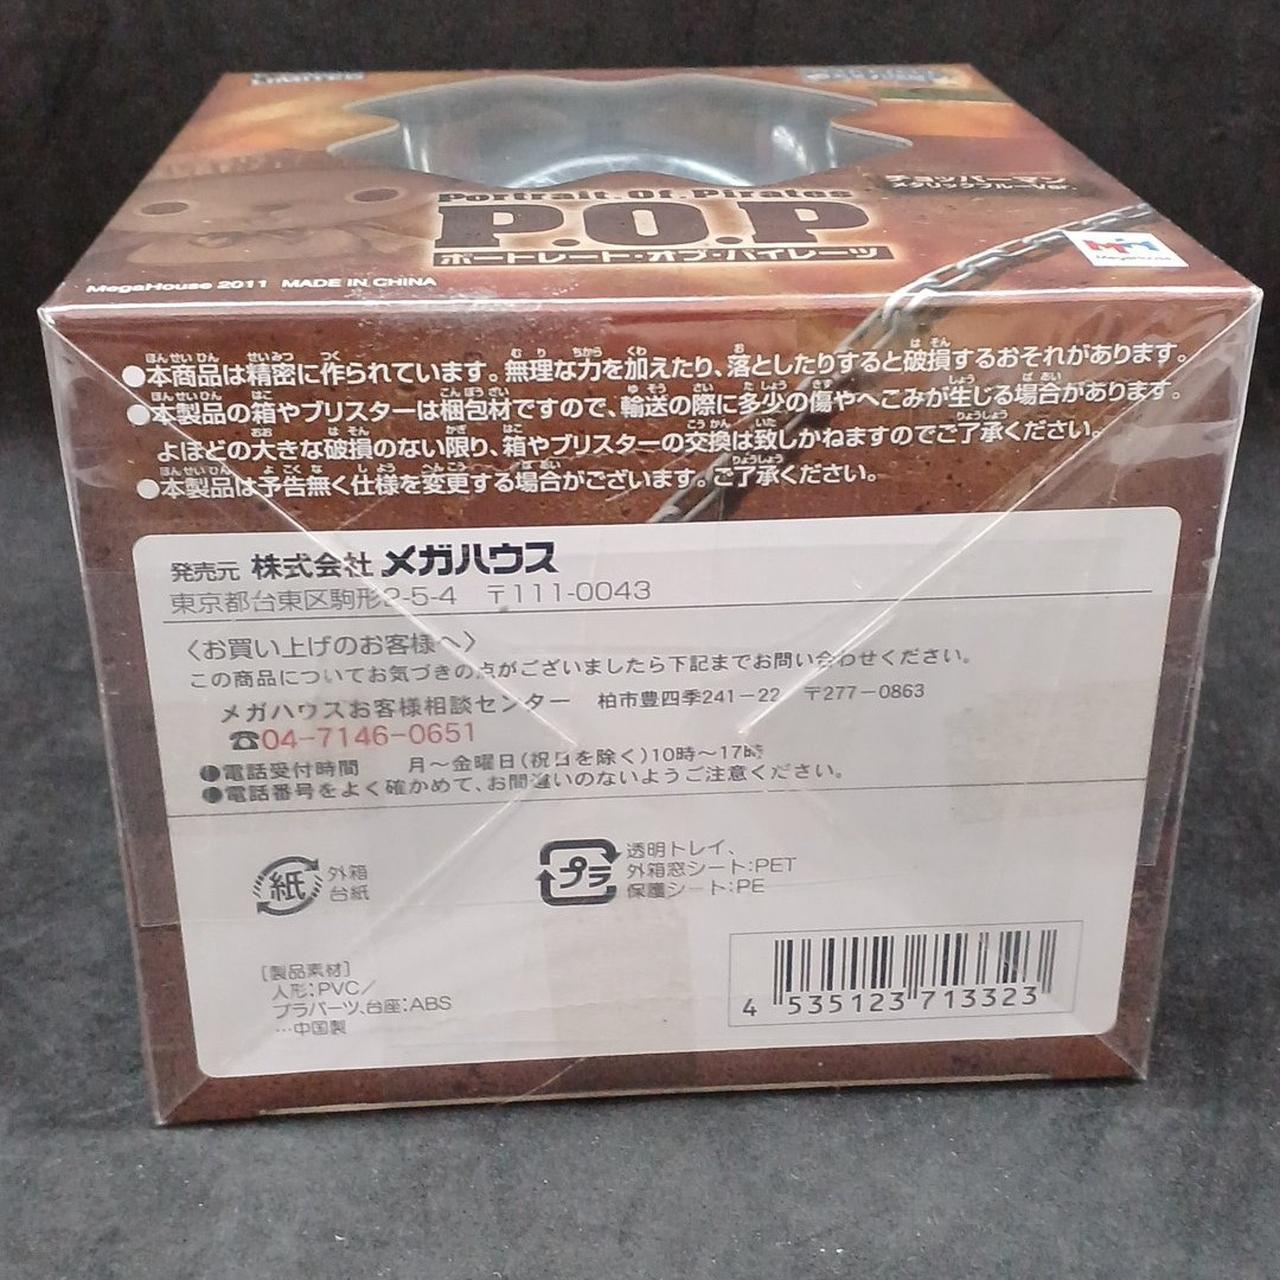 LIMITED
Portrait.Of.Pirates
P.O.P
ポートレート・オブ・パイレーツ
チョッパーマン
メタリックブルーVer.
MegaHouse
MegaHouse 2011 MADE IN CHINA
●本商品は精密に作られています。無理な力を加えたり、落としたりすると破損するおそれがあります。
●本製品の箱やブリスターは梱包材ですので、輸送の際に多少の傷やへこみが生じる場合があります。
よほどの大きな破損のない限り、箱やブリスターの交換は致しかねますのでご了承ください。
●本製品は予告無く仕様を変更する場合がございます。ご了承ください。
発売元 株式会社 メガハウス
東京都台東区駒形2-5-4 〒111-0043
〈お買い上げのお客様へ〉
この商品についてお気づきの点がございましたら下記までお問い合わせください。
メガハウスお客様相談センター 柏市豊四季241-22 〒277-0863
☎04-7146-0651
●電話受付時間 月～金曜日(祝日を除く)10時～17時
●電話番号をよく確かめて、お間違いのないようご注意ください。
紙
外箱
台紙
プラ
透明トレイ、
外箱窓シート:PET
保護シート:PE
[製品素材]
人形:PVC/
プラパーツ、台座:ABS
…中国製
4 535123 713323